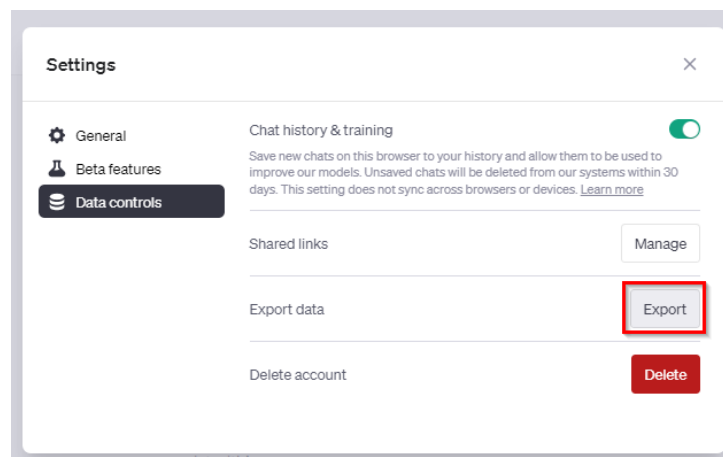 Settings
General
Beta features
Data controls
Chat history & training
Save new chats on this browser to your history and allow them to be used to
improve our models. Unsaved chats will be deleted from our systems within 30
days. This setting does not sync across browsers or devices. Learn more
Shared links
Manage
Export data
Export
Delete account
Delete